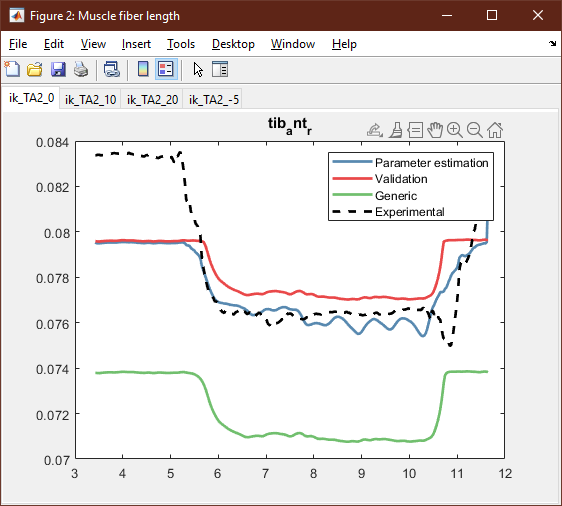 Figure 2: Muscle fiber length
File Edit View Insert Tools Desktop Window Help
ik_TA2_0 ik_TA2_10 ik_TA2_20 ik_TA2_-5
tib_ant_r
0.084
0.082
0.08
0.078
0.076
0.074
0.072
0.07
Parameter estimation
Validation
Generic
Experimental
3 4 5 6 7 8 9 10 11 12